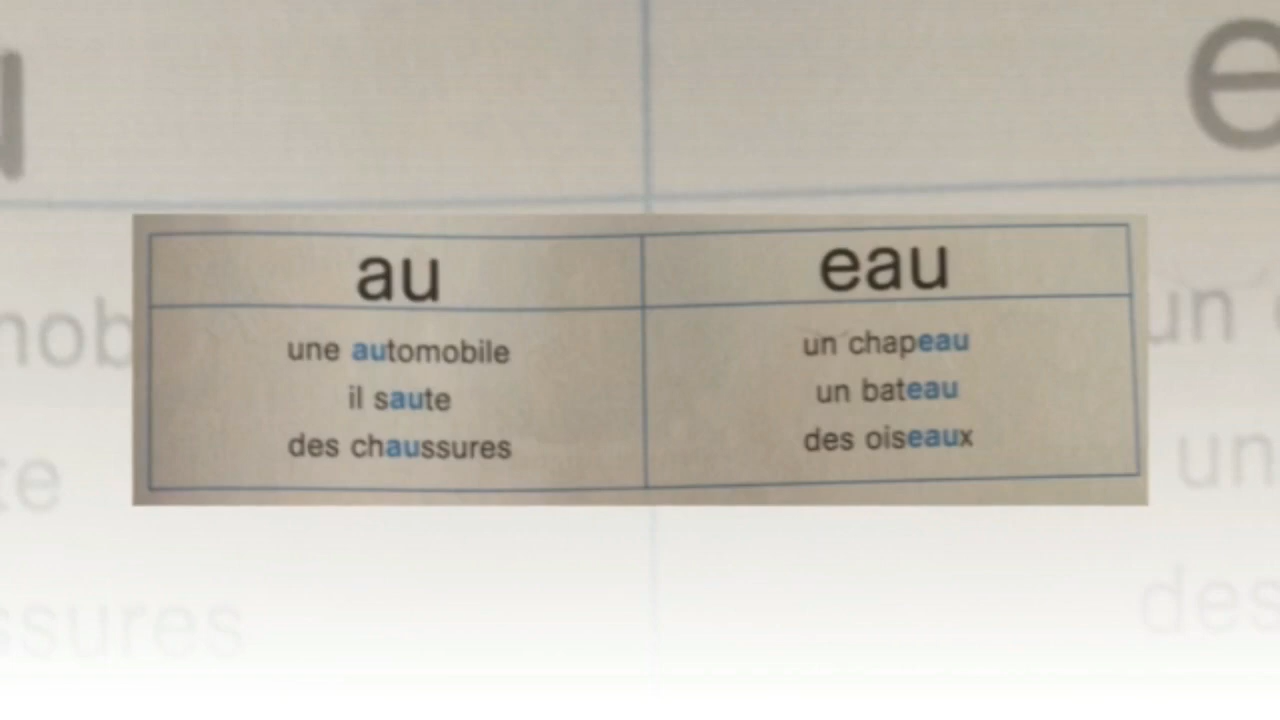 au
une automobile
il saute
des chaussures
eau
un chapeau
un bateau
des oiseaux